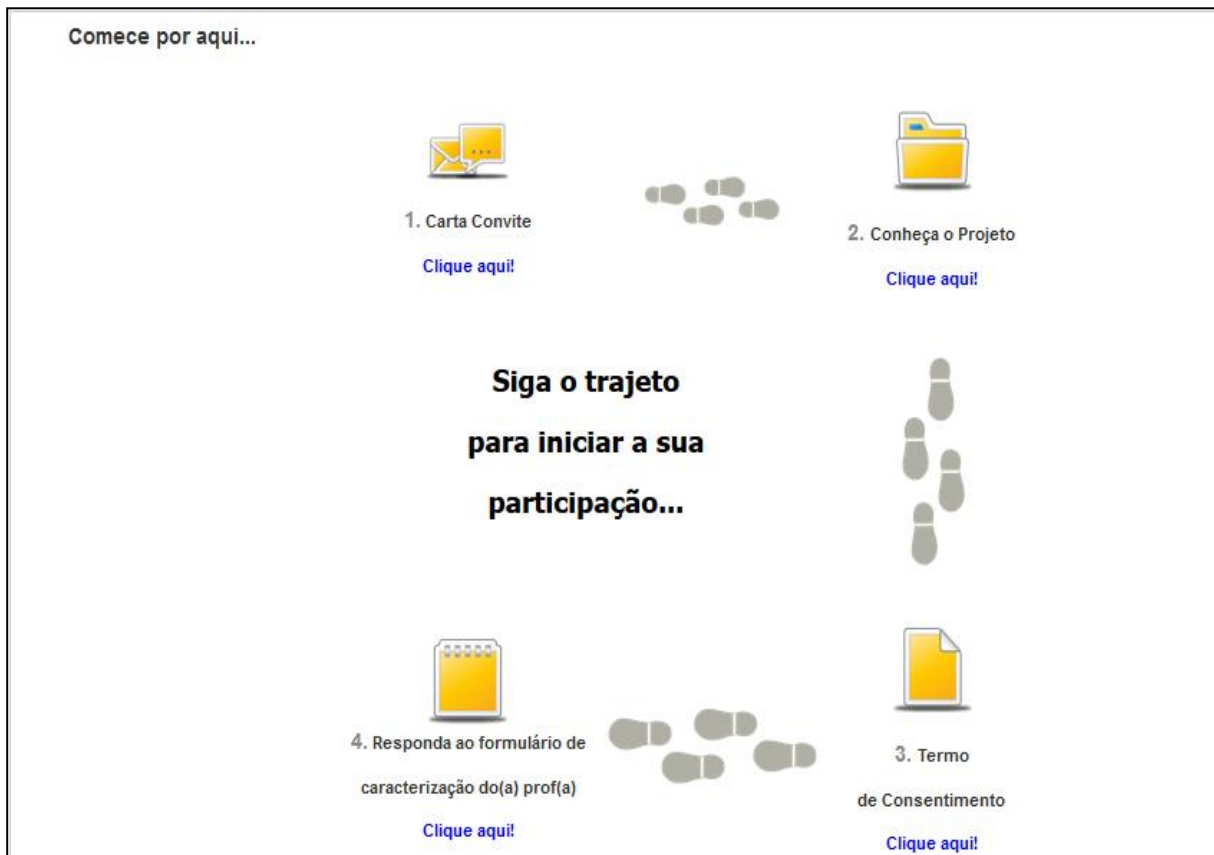 Comece por aqui...
1. Carta Convite
Clique aqui!
2. Conheça o Projeto
Clique aqui!
Siga o trajeto
para iniciar a sua
participação...
3. Termo
de Consentimento
Clique aqui!
4. Responda ao formulário de
caracterização do(a) prof(a)
Clique aqui!